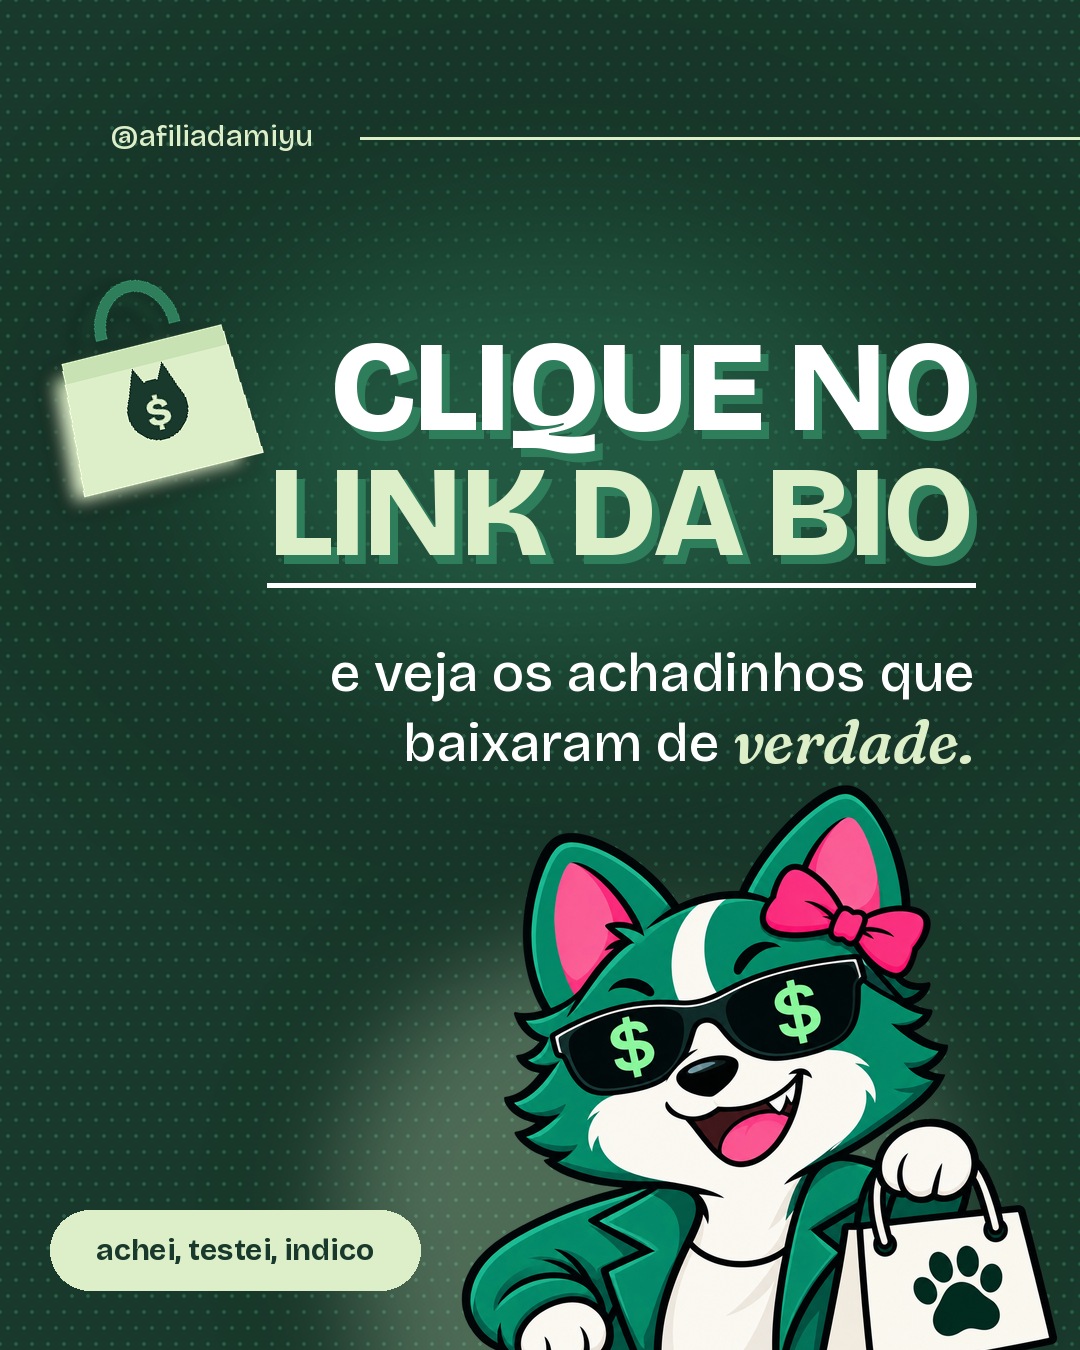 @afiliadamiyu
$
CLIQUE NO
LINK DA BIO
e veja os achadinhos que
baixaram de verdade.
$ $
achei, testei, indico